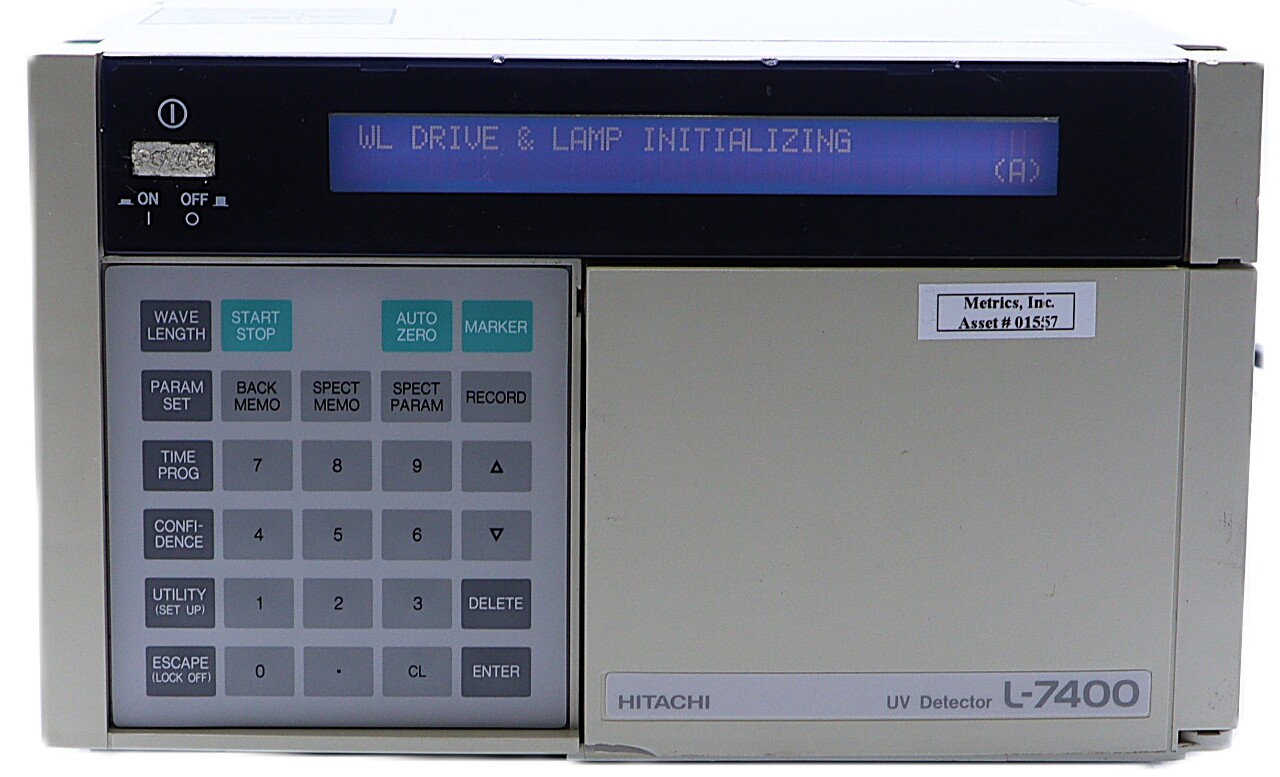 WL DRIVE & LAMP INITIALIZING
(A)
POWER
ON OFF
I O
Metrics, Inc.
Asset # 01557
WAVE
LENGTH
START
STOP
AUTO
ZERO
MARKER
PARAM
SET
BACK
MEMO
SPECT
MEMO
SPECT
PARAM
RECORD
TIME
PROG
7
8
9
CONFI-
DENCE
4
5
6
UTILITY
(SET UP)
1
2
3
DELETE
ESCAPE
(LOCK OFF)
0
.
CL
ENTER
HITACHI
UV Detector L-7400